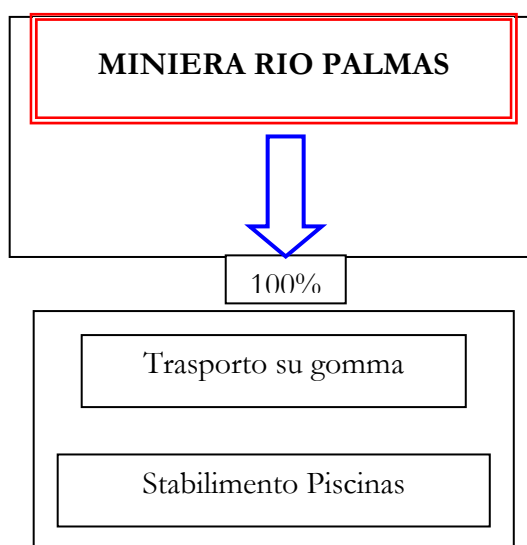 MINIERA RIO PALMAS
100%
Trasporto su gomma
Stabilimento Piscinas